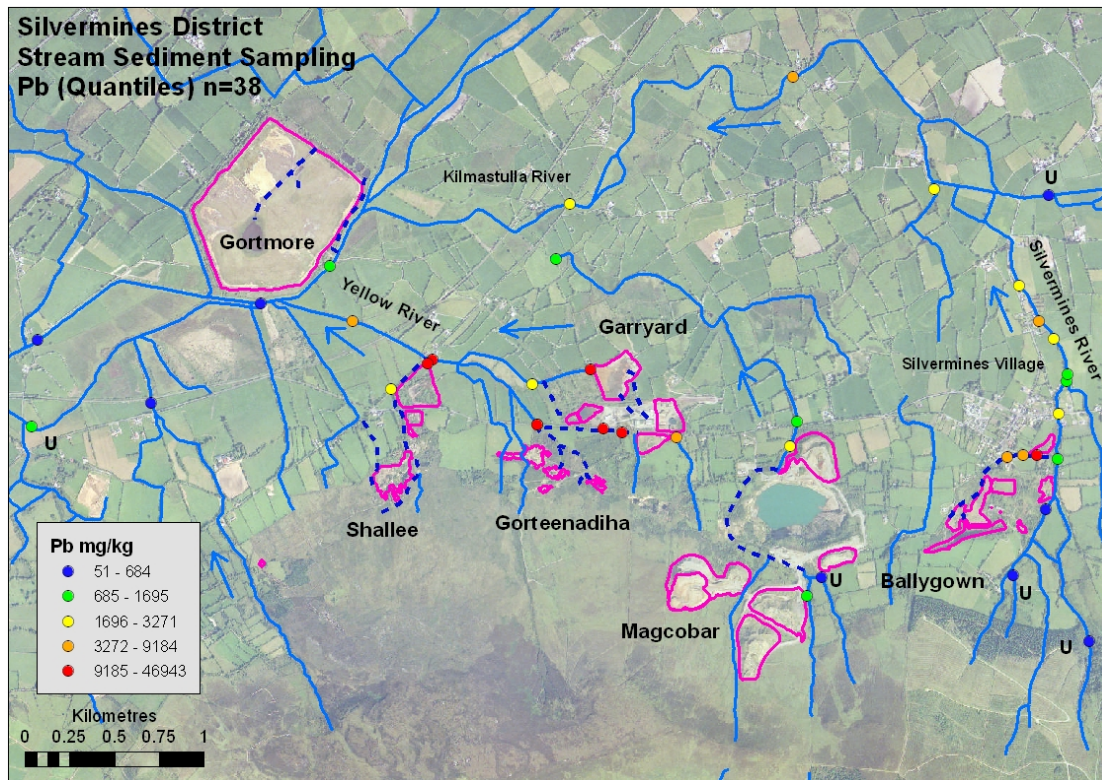 Silvermines District
Stream Sediment Sampling
Pb (Quantiles) n=38
Kilmastulla River
U
Gortmore
Yellow River
Garryard
Silvermines River
Silvermines Village
U
Shallee
Gorteenadiha
Ballygown
U
U
Magcobar
U
Pb mg/kg
51 - 684
685 - 1695
1696 - 3271
3272 - 9184
9185 - 46943
Kilometres
0 0.25 0.5 0.75 1